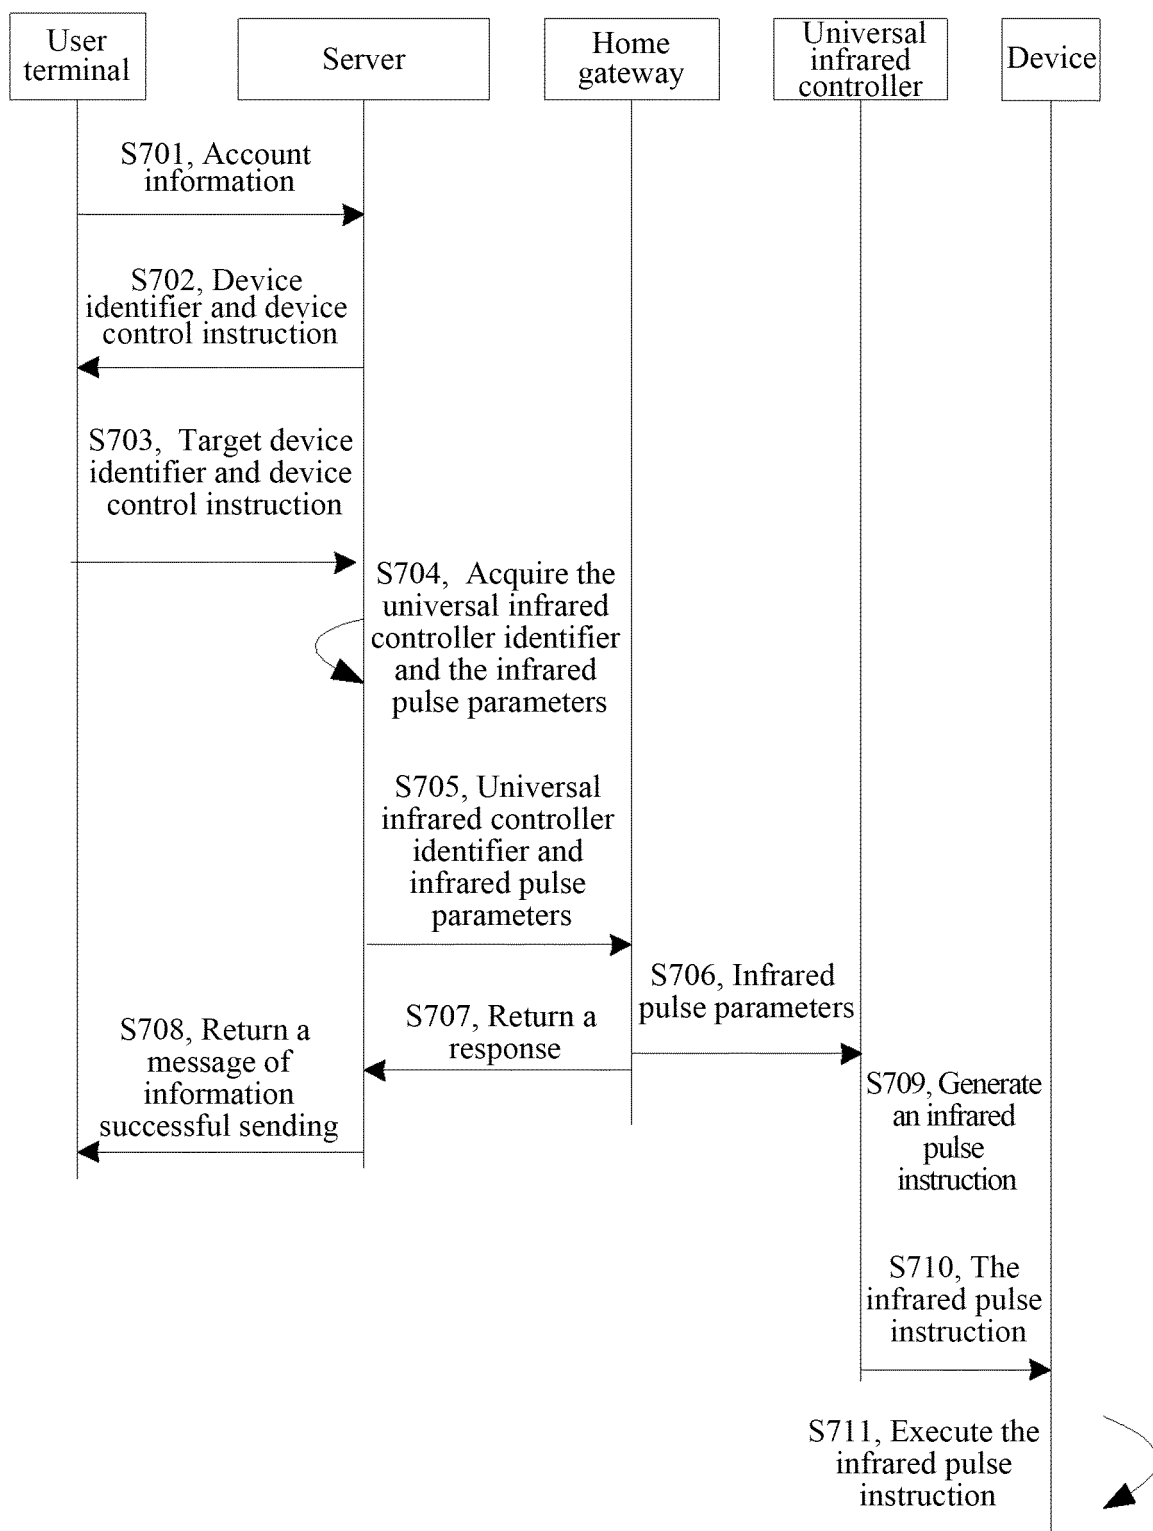 User
terminal
Server
Home
gateway
Universal
infrared
controller
Device
S701, Account
information
S702, Device
identifier and device
control instruction
S703, Target device
identifier and device
control instruction
S704, Acquire the
universal infrared
controller identifier
and the infrared
pulse parameters
S705, Universal
infrared controller
identifier and
infrared pulse
parameters
S706, Infrared
pulse parameters
S707, Return a
response
S708, Return a
message of
information
successful sending
S709, Generate
an infrared
pulse
instruction
S710, The
infrared pulse
instruction
S711, Execute the
infrared pulse
instruction